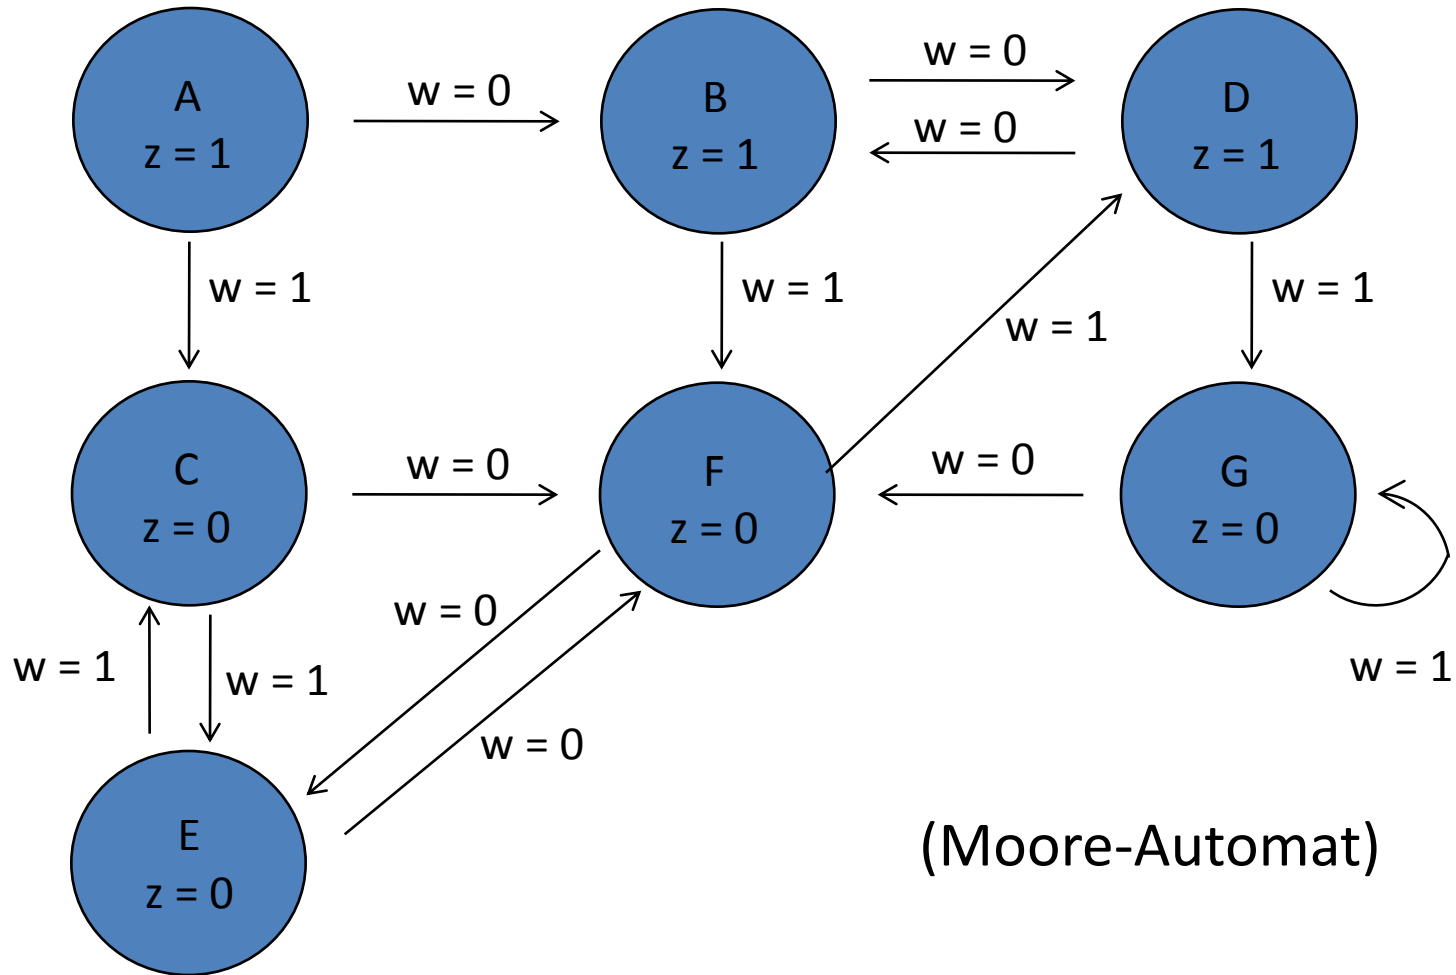 A
z = 1
w = 0
B
z = 1
w = 0
w = 0
D
z = 1
w = 1
w = 1
w = 1
w = 1
C
z = 0
w = 0
F
z = 0
w = 0
G
z = 0
w = 0
w = 1
w = 1
w = 1
w = 0
E
z = 0
(Moore-Automat)